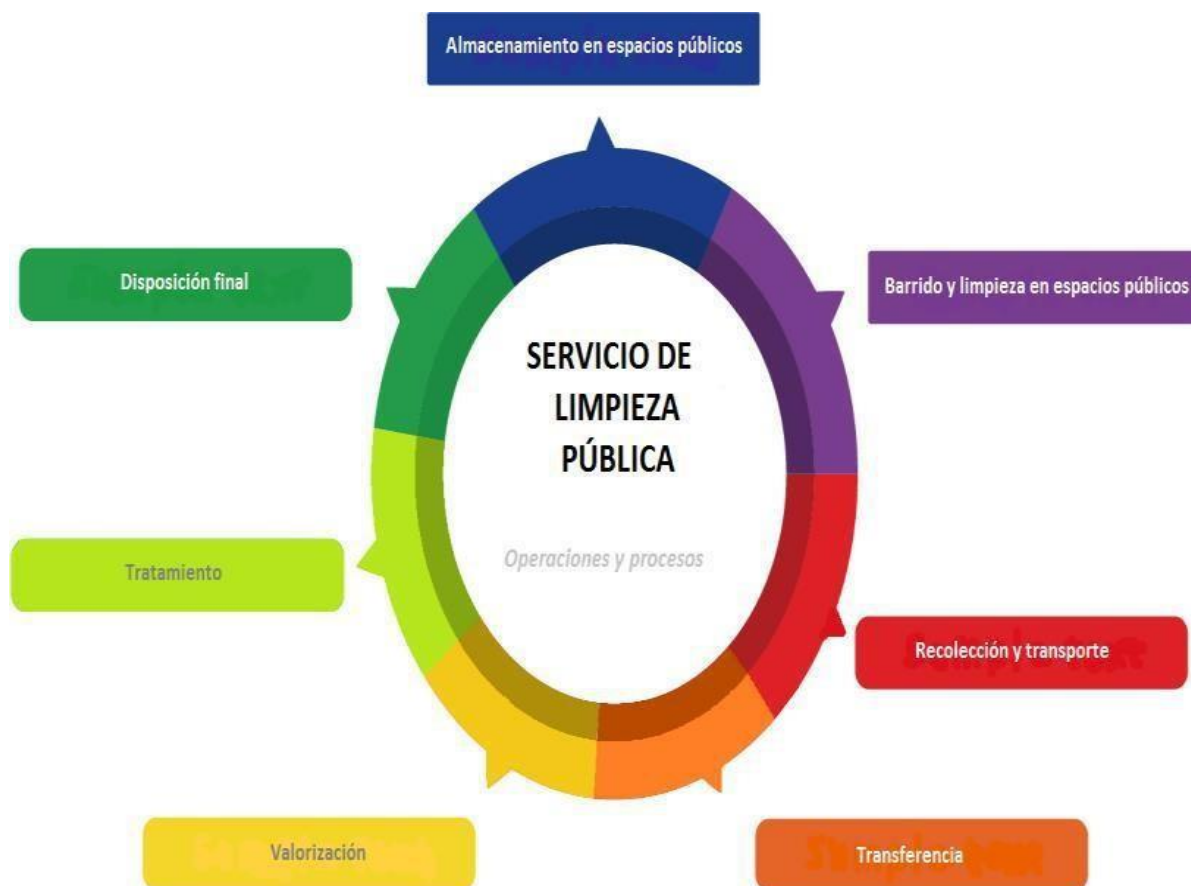 Almacenamiento en espacios públicos
Disposición final
Barrido y limpieza en espacios públicos
SERVICIO DE
LIMPIEZA
PÚBLICA
Operaciones y procesos
Tratamiento
Recolección y transporte
Valorización
Transferencia